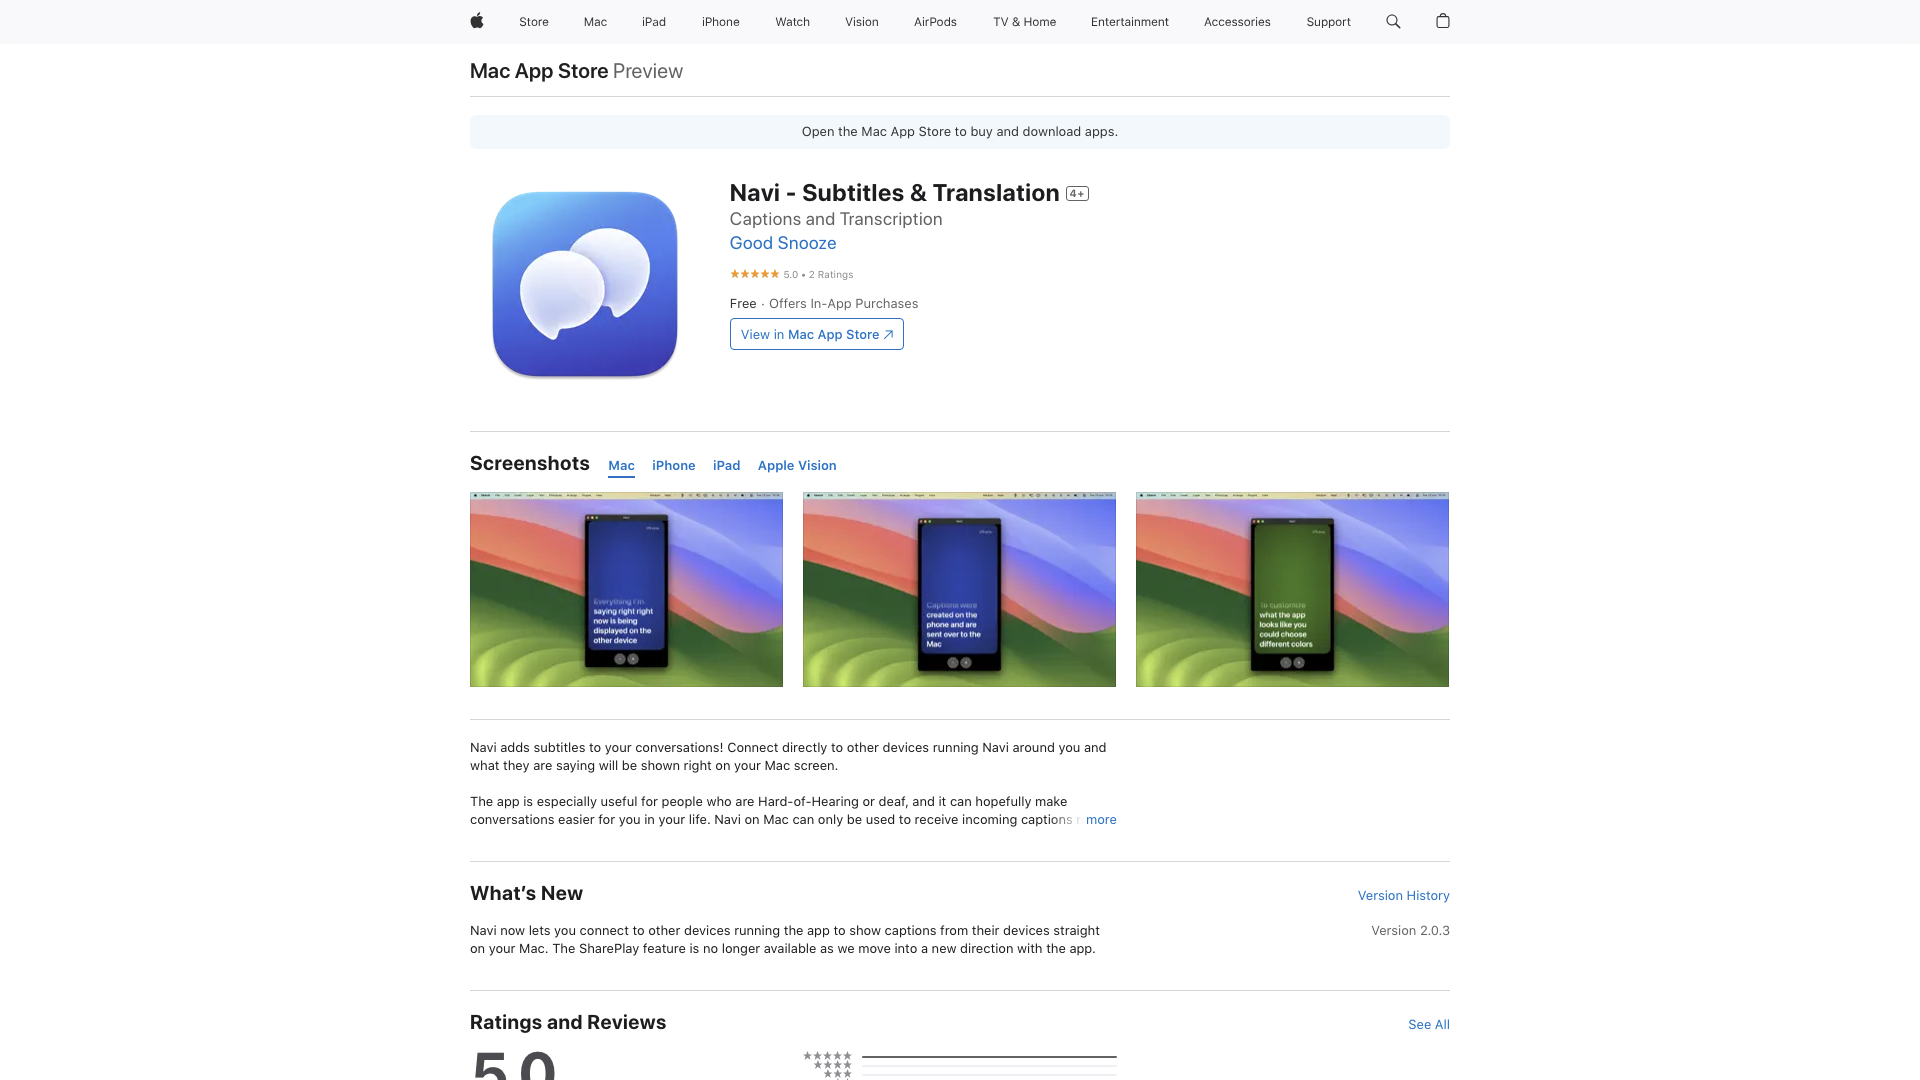 Store Mac iPad iPhone Watch Vision AirPods TV & Home Entertainment Accessories Support
Mac App Store Preview
Open the Mac App Store to buy and download apps.
Navi - Subtitles & Translation 4+
Captions and Transcription
Good Snooze
★★★★★ 5.0 • 2 Ratings
Free · Offers In-App Purchases
View in Mac App Store ↗
Screenshots Mac iPhone iPad Apple Vision
Everything I'm
saying right right
now is being
displayed on the
other device
Captions were
created on the
phone and are
sent over to the
Mac
To customize
what the app
looks like you
could choose
different colors
Navi adds subtitles to your conversations! Connect directly to other devices running Navi around you and
what they are saying will be shown right on your Mac screen.
The app is especially useful for people who are Hard-of-Hearing or deaf, and it can hopefully make
conversations easier for you in your life. Navi on Mac can only be used to receive incoming captions more
What's New
Version History
Navi now lets you connect to other devices running the app to show captions from their devices straight
on your Mac. The SharePlay feature is no longer available as we move into a new direction with the app.
Version 2.0.3
Ratings and Reviews
See All
5.0